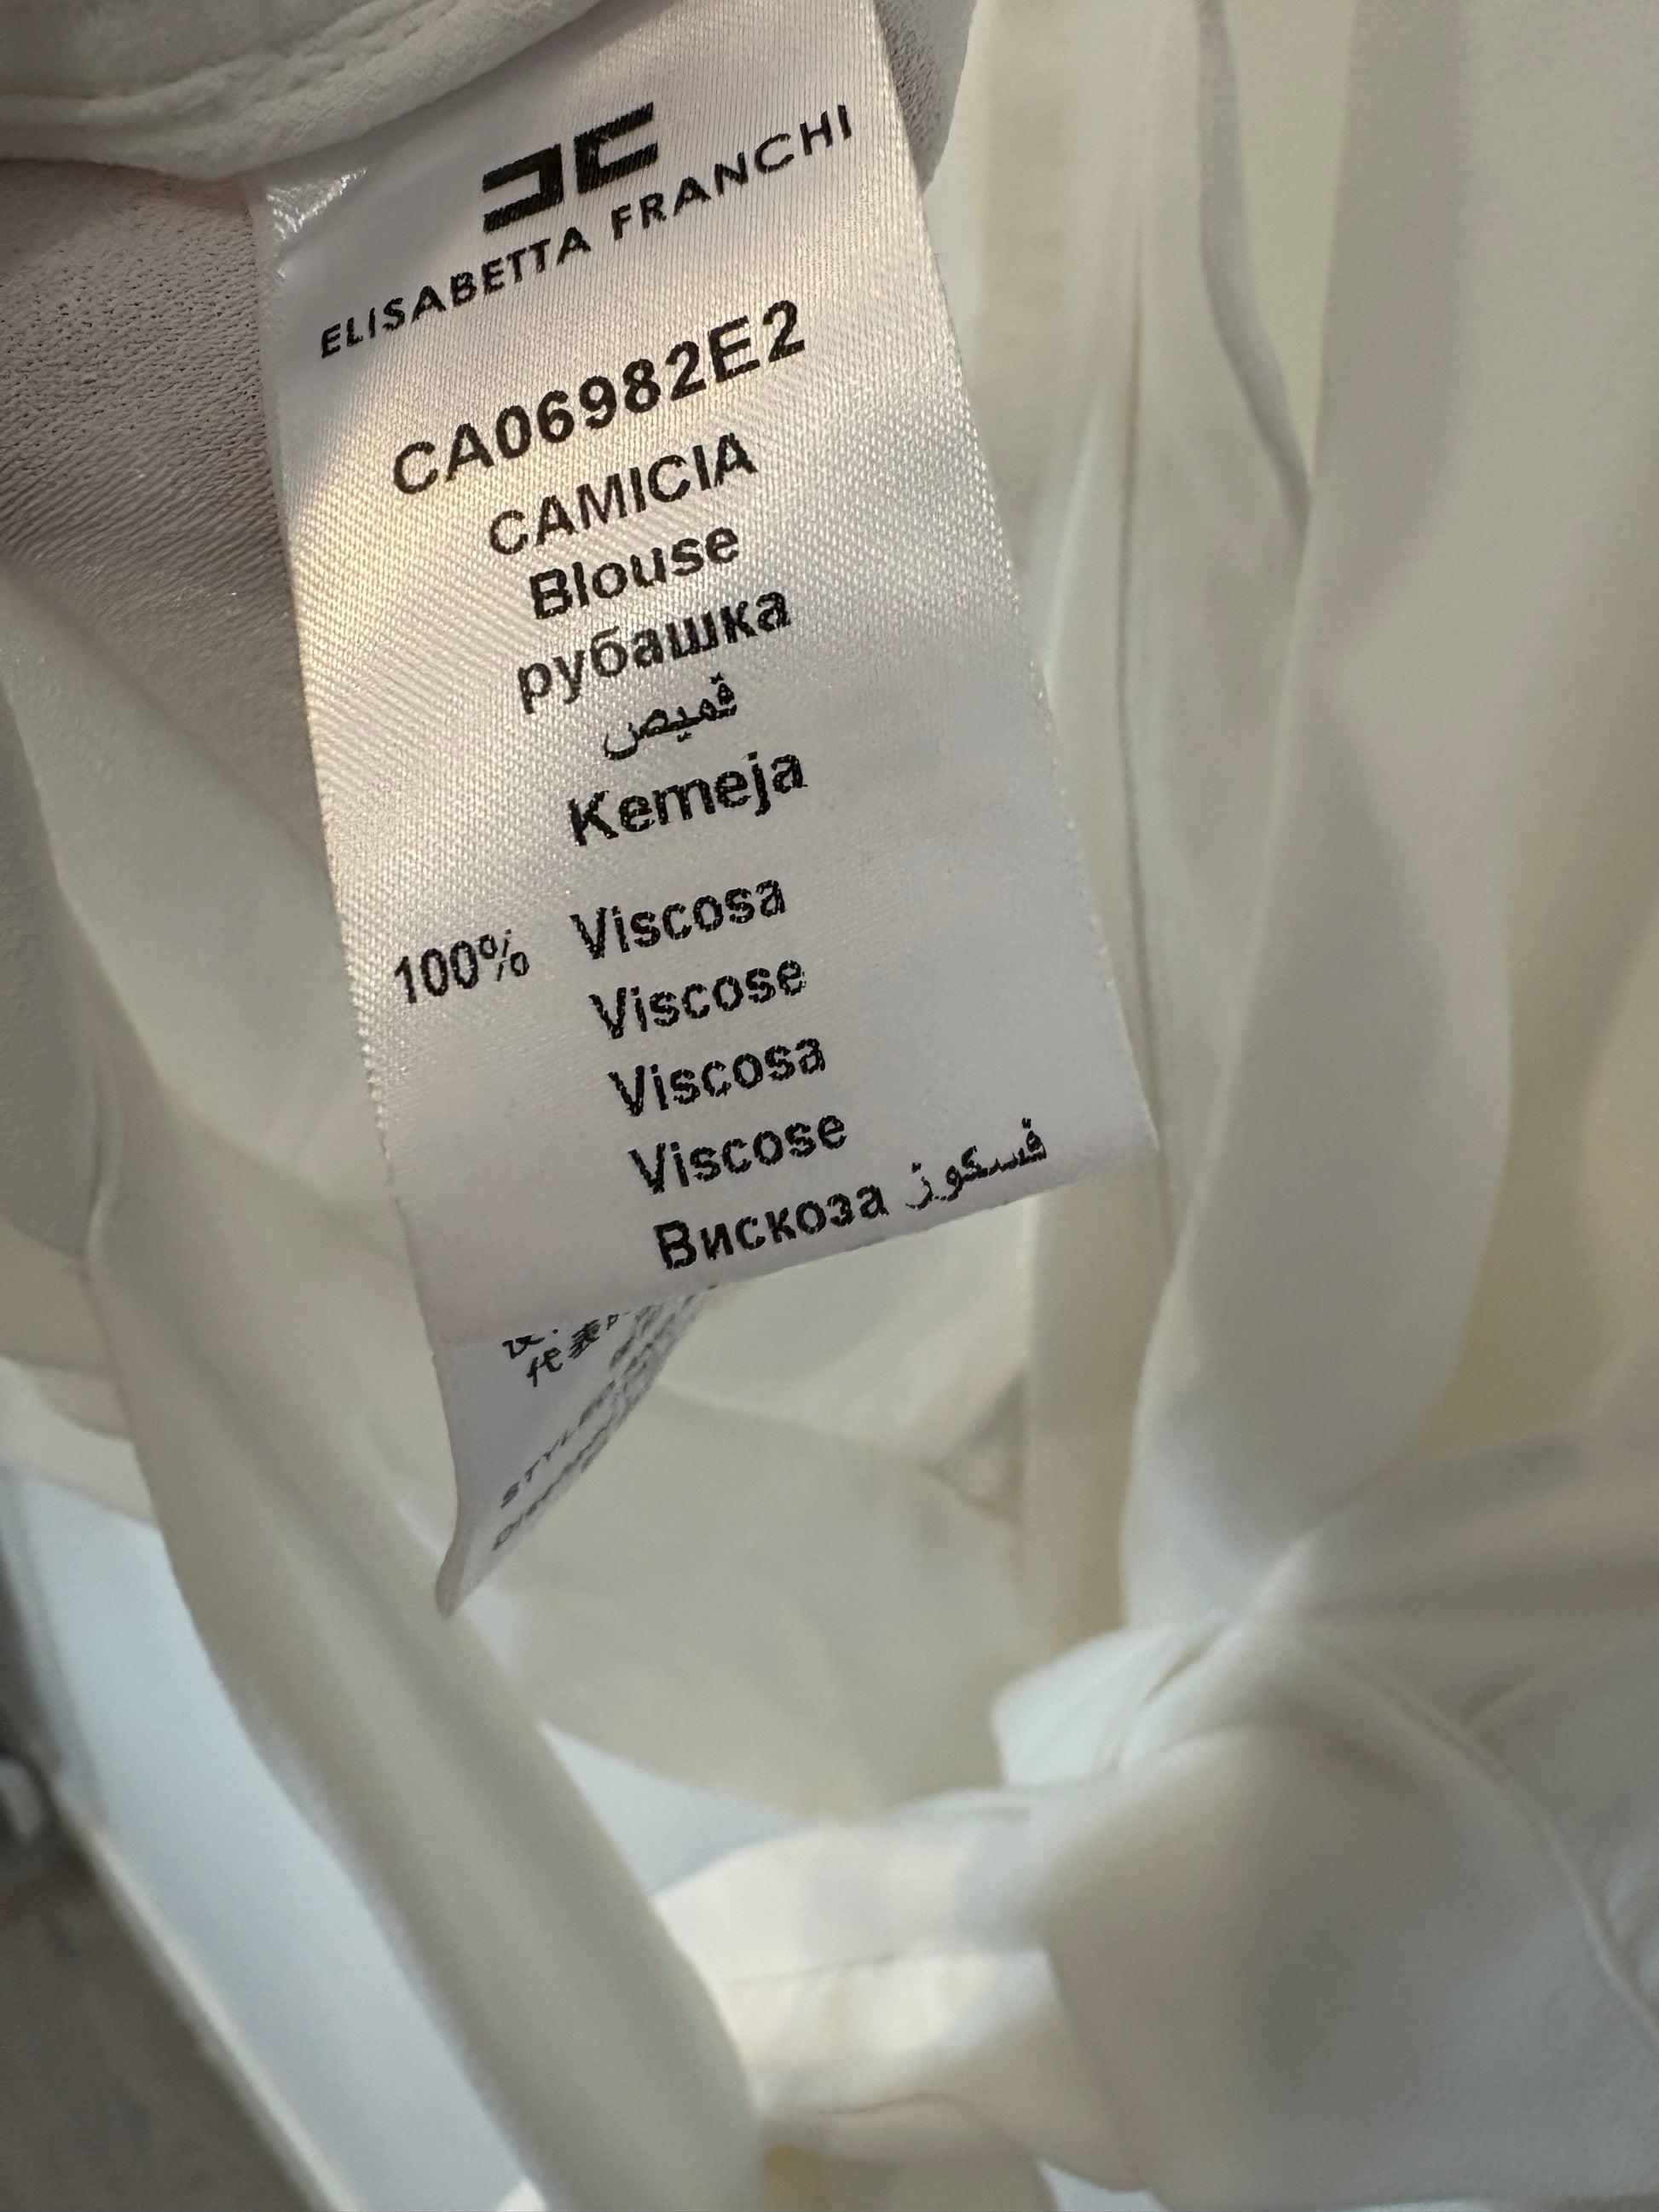 ELISABETTA FRANCHI
CA06982E2
CAMICIA
Blouse
рубашка
قميص
Kemeja
100% Viscosa
Viscose
Viscosa
Viscose
Вискоза فسكوز